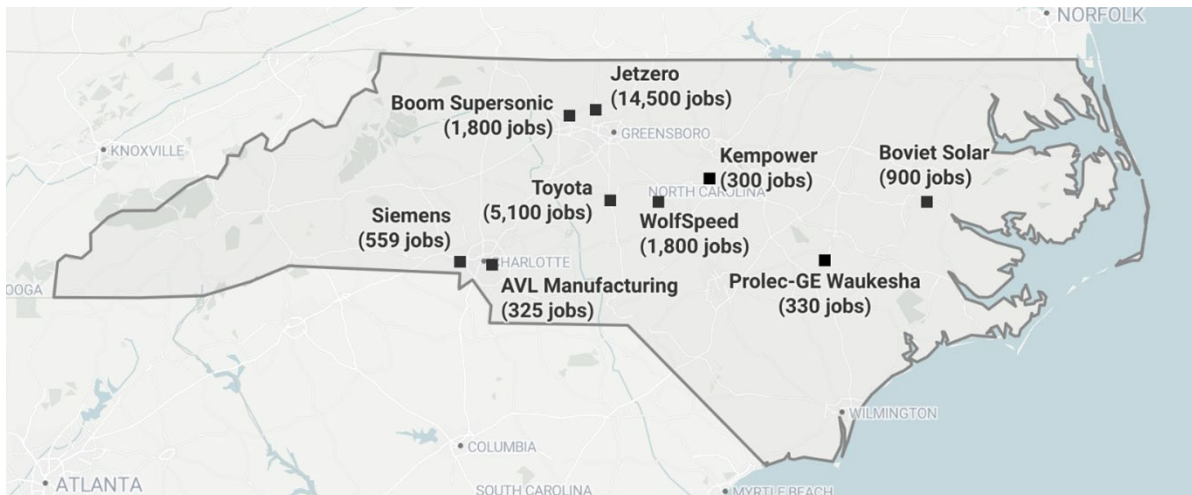 NORFOLK
Jetzero
(14,500 jobs)
Boom Supersonic
(1,800 jobs)
GREENSBORO
KNOXVILLE
Kempower
(300 jobs)
Boviet Solar
(900 jobs)
Toyota
(5,100 jobs)
NORTH CAROLINA
WolfSpeed
(1,800 jobs)
Siemens
(559 jobs)
CHARLOTTE
AVL Manufacturing
(325 jobs)
Prolec-GE Waukesha
(330 jobs)
OOGA
WILMINGTON
COLUMBIA
ATLANTA
SOUTH CAROLINA
MYRTLE BEACH